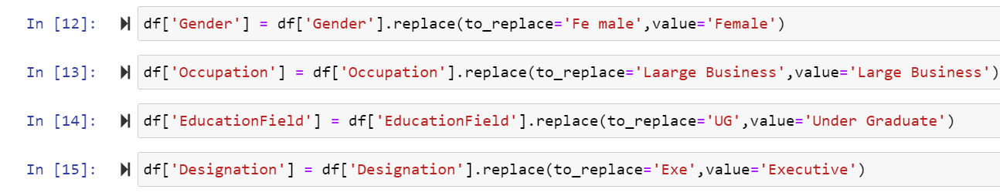 In [12]: df['Gender'] = df['Gender'].replace(to_replace='Fe male',value='Female')
In [13]: df['Occupation'] = df['Occupation'].replace(to_replace='Laarge Business',value='Large Business')
In [14]: df['EducationField'] = df['EducationField'].replace(to_replace='UG',value='Under Graduate')
In [15]: df['Designation'] = df['Designation'].replace(to_replace='Exe',value='Executive')